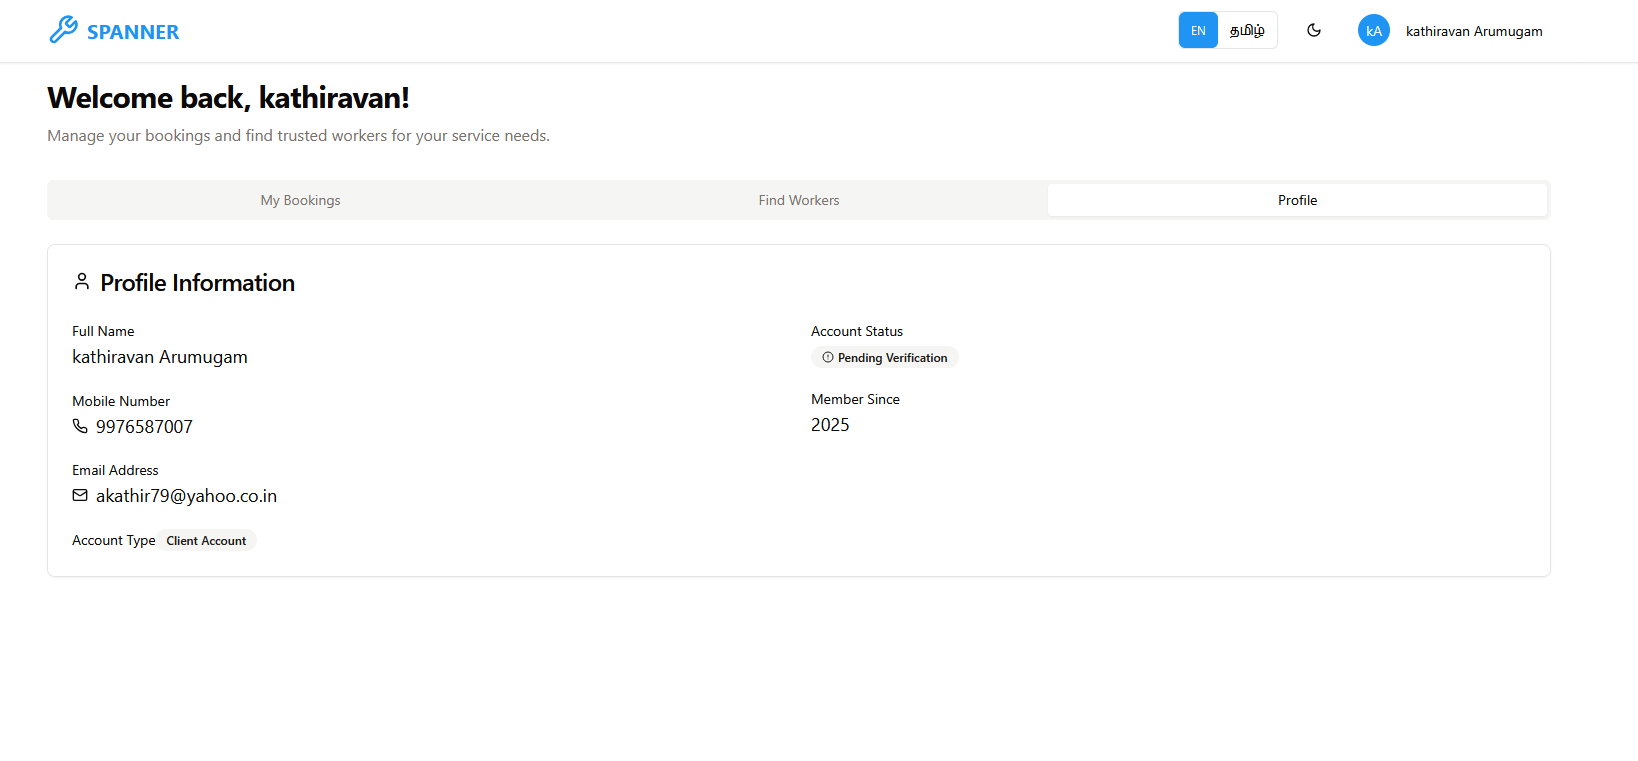 SPANNER
EN தமிழ் kA kathiravan Arumugam
Welcome back, kathiravan!
Manage your bookings and find trusted workers for your service needs.
My Bookings Find Workers Profile
Profile Information
Full Name
kathiravan Arumugam
Account Status
Pending Verification
Mobile Number
9976587007
Member Since
2025
Email Address
akathir79@yahoo.co.in
Account Type Client Account